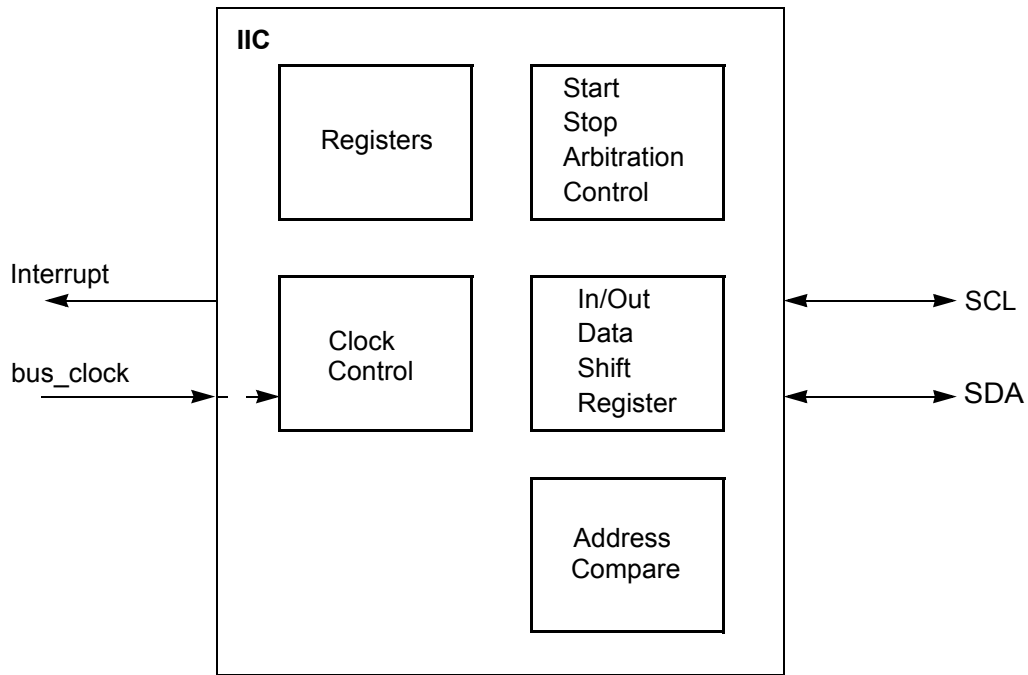 IIC
Registers
Start
Stop
Arbitration
Control
Interrupt
bus_clock
Clock
Control
In/Out
Data
Shift
Register
SCL
SDA
Address
Compare